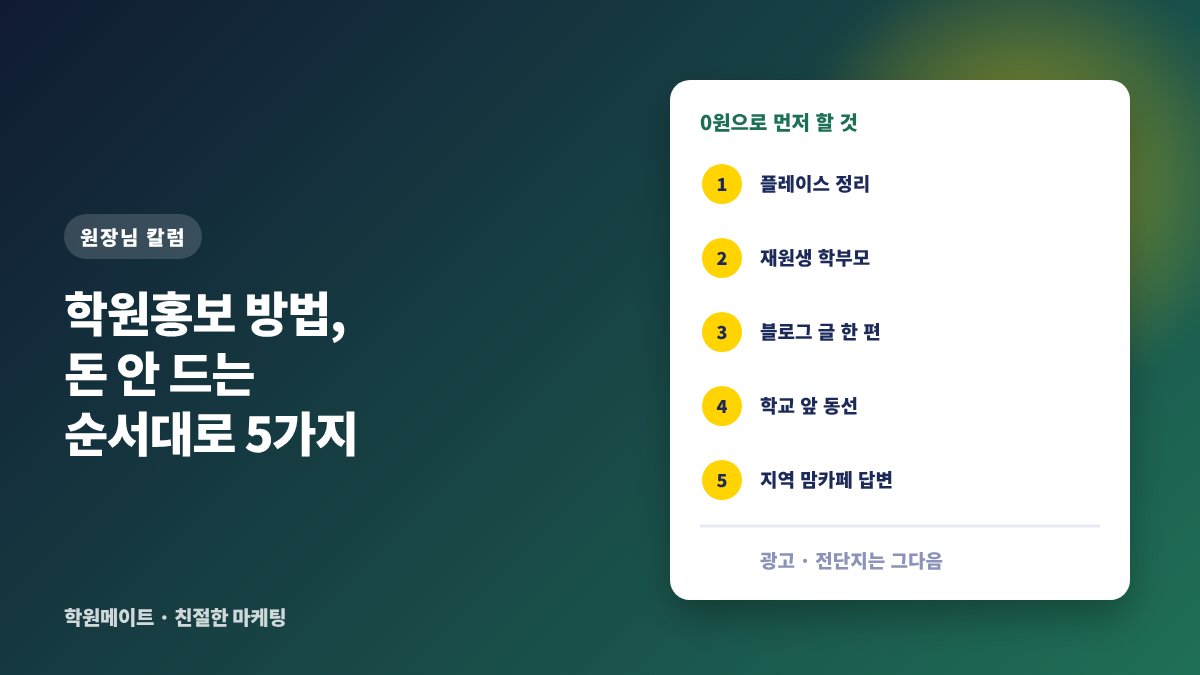 원장님 칼럼
학원홍보 방법,
돈 안 드는
순서대로 5가지
학원메이트 · 친절한 마케팅
0원으로 먼저 할 것
1 플레이스 정리
2 재원생 학부모
3 블로그 글 한 편
4 학교 앞 동선
5 지역 맘카페 답변
광고 · 전단지는 그다음